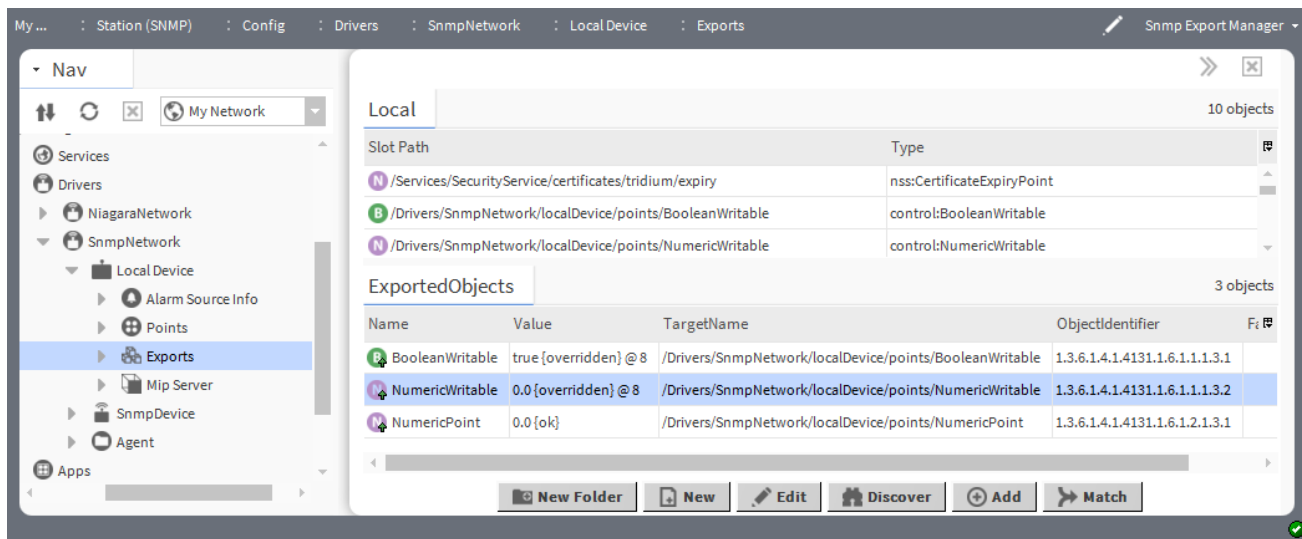 My ... : Station (SNMP) : Config : Drivers : SnmpNetwork : Local Device : Exports Snmp Export Manager
Nav
My Network
Services
Drivers
NiagaraNetwork
SnmpNetwork
Local Device
Alarm Source Info
Points
Exports
Mip Server
SnmpDevice
Agent
Apps
Local 10 objects
Slot Path Type
N /Services/SecurityService/certificates/tridium/expiry nss:CertificateExpiryPoint
B /Drivers/SnmpNetwork/localDevice/points/BooleanWritable control:BooleanWritable
N /Drivers/SnmpNetwork/localDevice/points/NumericWritable control:NumericWritable
ExportedObjects 3 objects
Name Value TargetName ObjectIdentifier
B BooleanWritable true {overridden} @ 8 /Drivers/SnmpNetwork/localDevice/points/BooleanWritable 1.3.6.1.4.1.4131.1.6.1.1.1.3.1
N NumericWritable 0.0 {overridden} @ 8 /Drivers/SnmpNetwork/localDevice/points/NumericWritable 1.3.6.1.4.1.4131.1.6.1.1.1.3.2
N NumericPoint 0.0 {ok} /Drivers/SnmpNetwork/localDevice/points/NumericPoint 1.3.6.1.4.1.4131.1.6.1.2.1.3.1
New Folder New Edit Discover Add Match